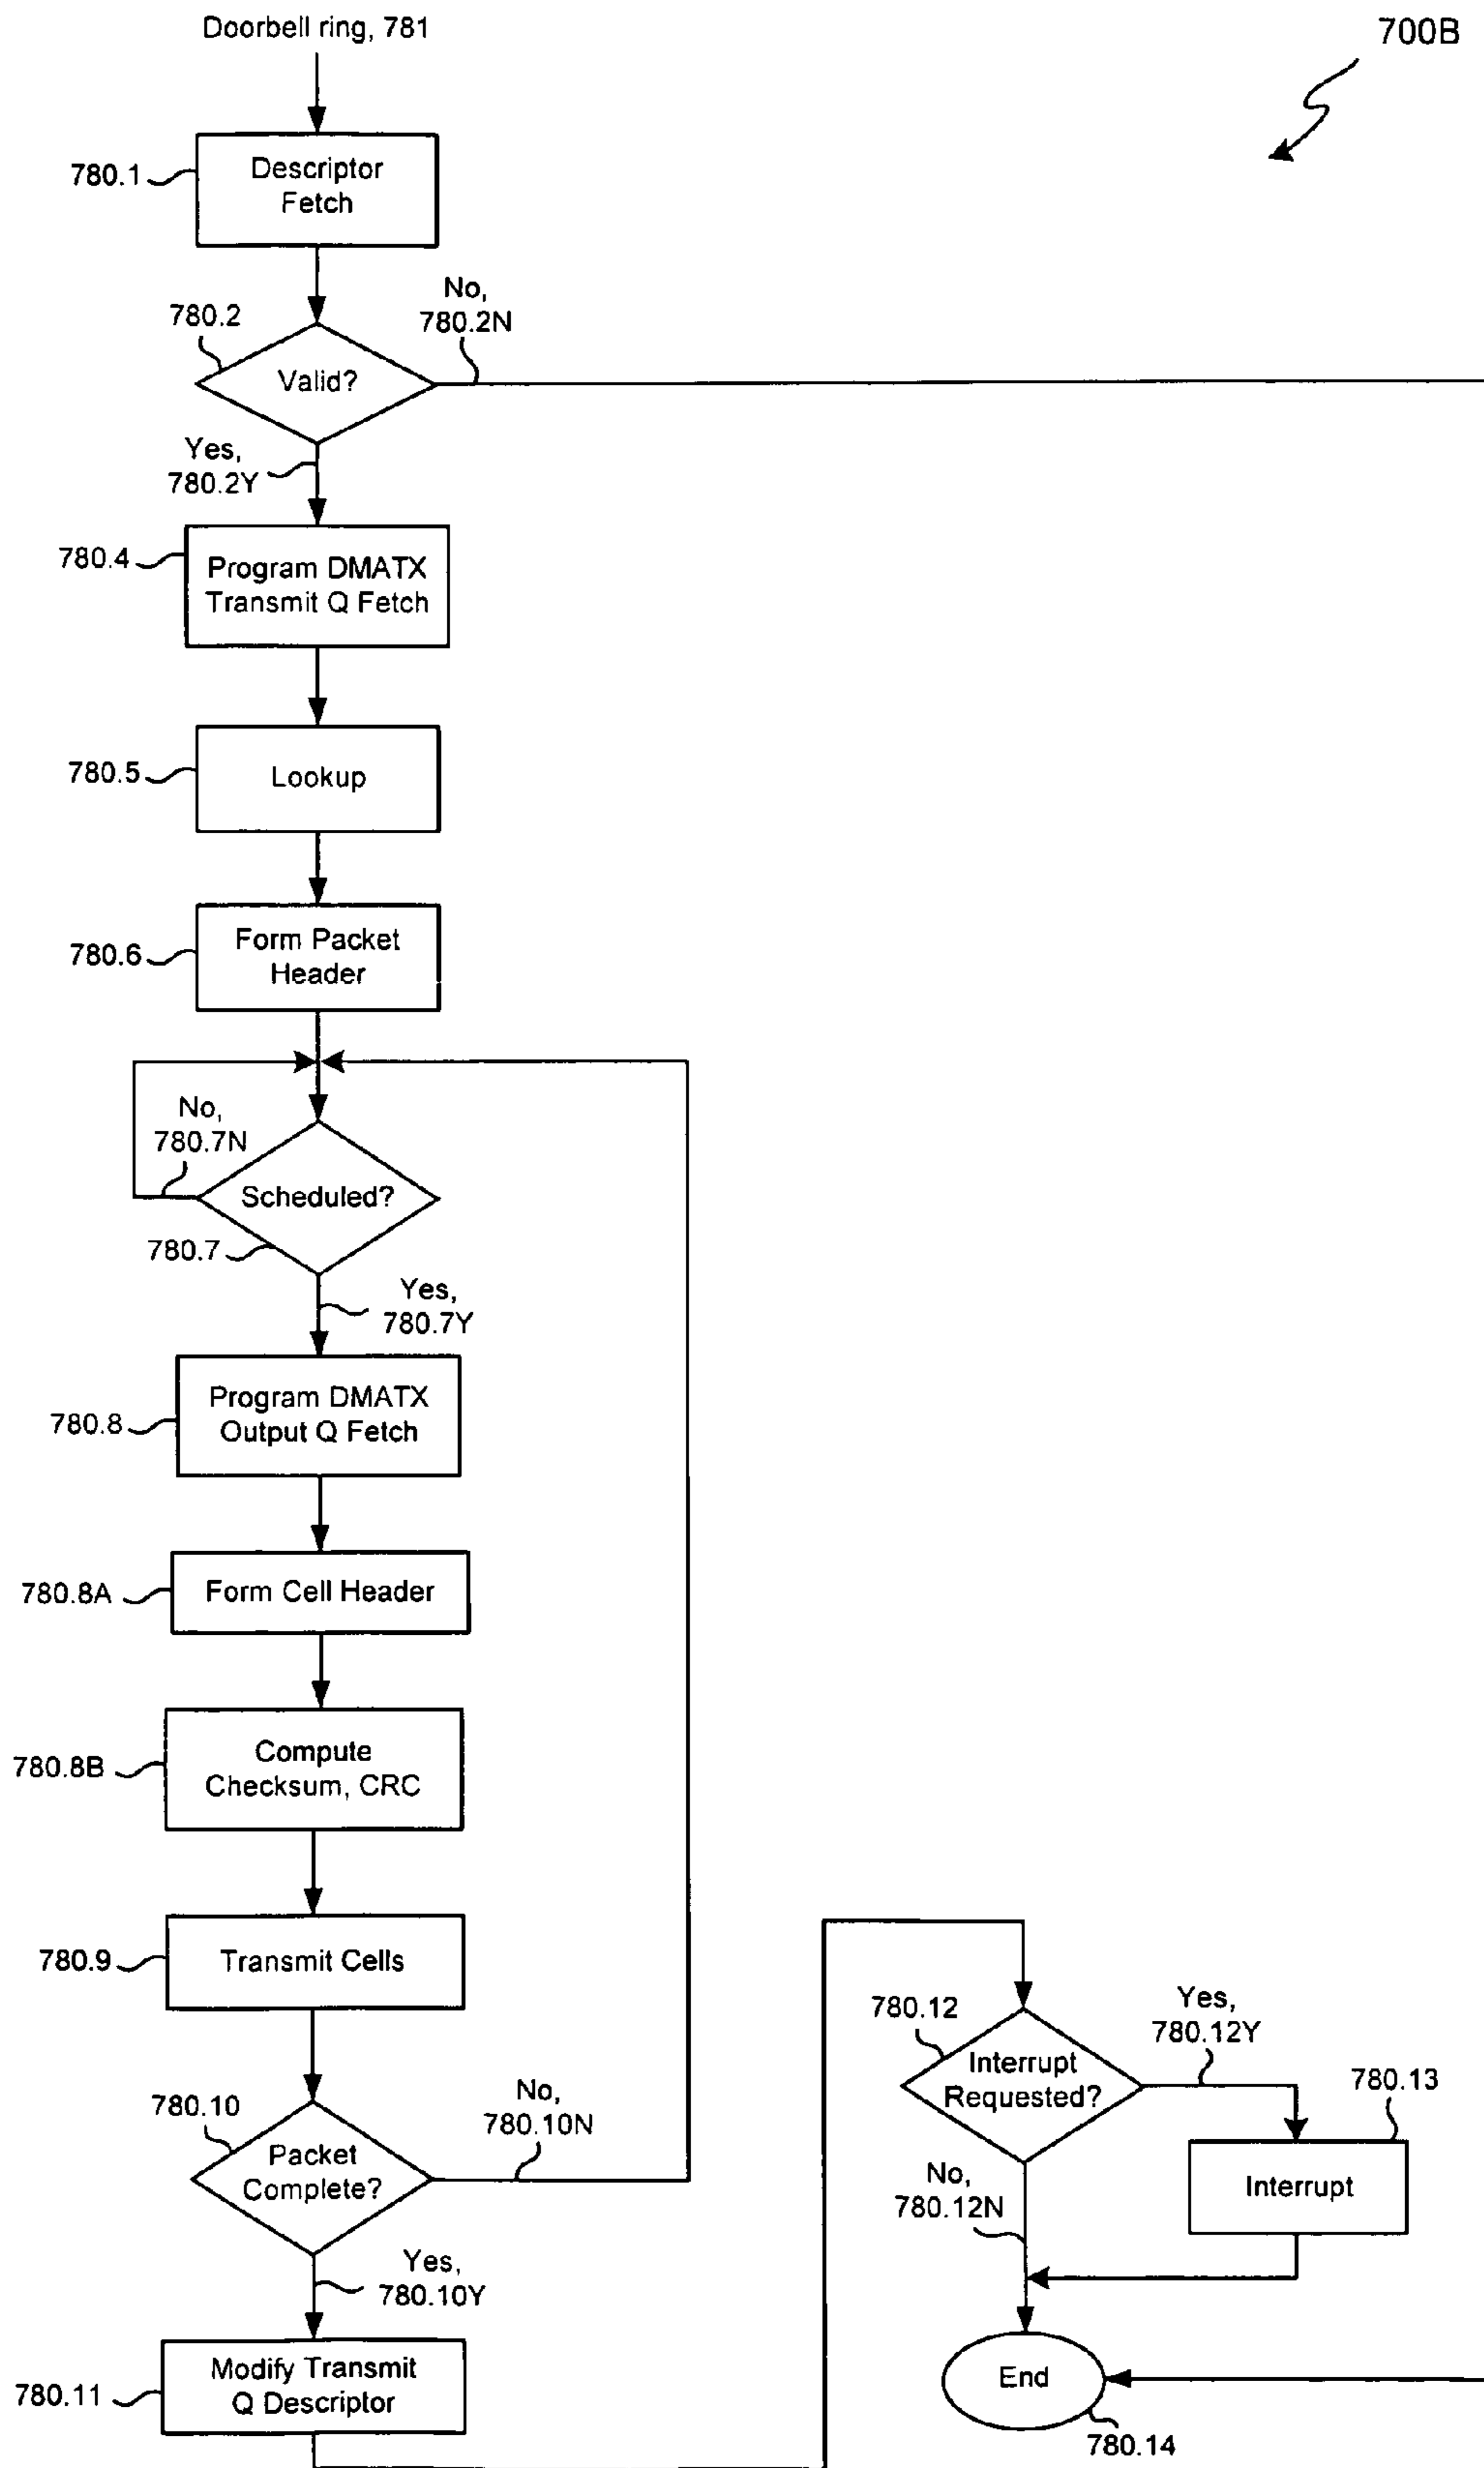 Doorbell ring, 781
700B
780.1
Descriptor
Fetch
780.2
No,
780.2N
Valid?
Yes,
780.2Y
780.4
Program DMATX
Transmit Q Fetch
780.5
Lookup
780.6
Form Packet
Header
No,
780.7N
Scheduled?
780.7
Yes,
780.7Y
780.8
Program DMATX
Output Q Fetch
780.8A
Form Cell Header
780.8B
Compute
Checksum, CRC
780.9
Transmit Cells
780.10
No,
780.10N
Packet
Complete?
Yes,
780.10Y
780.11
Modify Transmit
Q Descriptor
780.12
Yes,
780.12Y
Interrupt
Requested?
780.13
Interrupt
No,
780.12N
End
780.14